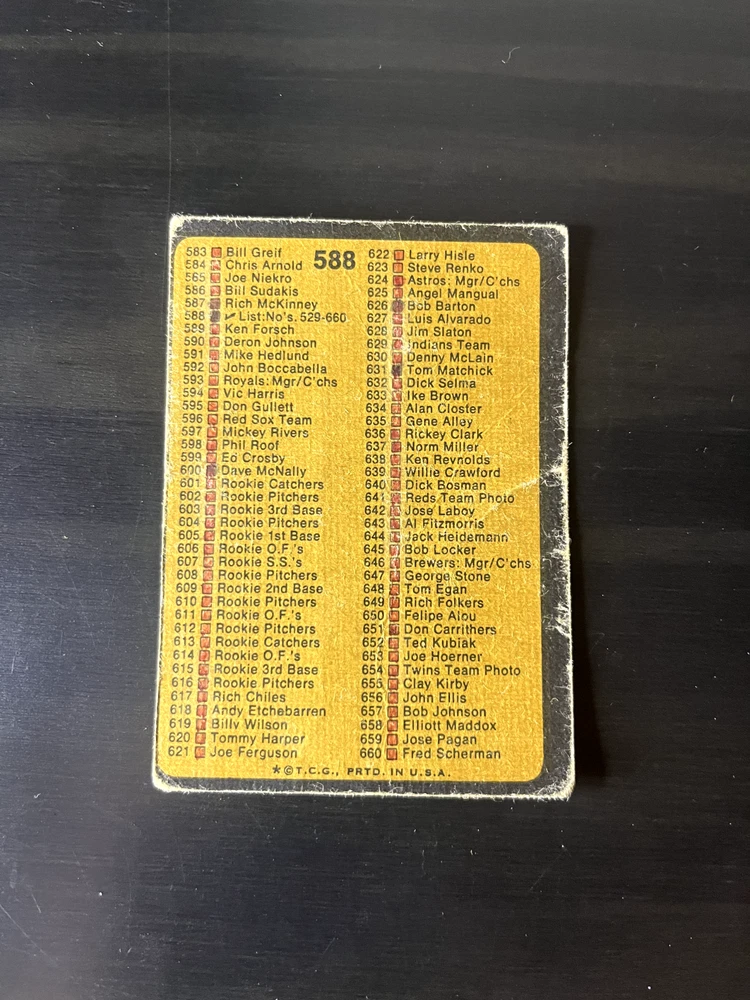 588
583 Bill Greif
584 Chris Arnold
585 Joe Niekro
586 Bill Sudakis
587 Rich McKinney
588 ✓ List:No's. 529-660
589 Ken Forsch
590 Deron Johnson
591 Mike Hedlund
592 John Boccabella
593 Royals: Mgr/C'chs
594 Vic Harris
595 Don Gullett
596 Red Sox Team
597 Mickey Rivers
598 Phil Roof
599 Ed Crosby
600 Dave McNally
601 Rookie Catchers
602 Rookie Pitchers
603 Rookie 3rd Base
604 Rookie Pitchers
605 Rookie 1st Base
606 Rookie O.F.'s
607 Rookie S.S.'s
608 Rookie Pitchers
609 Rookie 2nd Base
610 Rookie Pitchers
611 Rookie O.F.'s
612 Rookie Pitchers
613 Rookie Catchers
614 Rookie O.F.'s
615 Rookie 3rd Base
616 Rookie Pitchers
617 Rich Chiles
618 Andy Etchebarren
619 Billy Wilson
620 Tommy Harper
621 Joe Ferguson
622 Larry Hisle
623 Steve Renko
624 Astros: Mgr/C'chs
625 Angel Mangual
626 Bob Barton
627 Luis Alvarado
628 Jim Slaton
629 Indians Team
630 Denny McLain
631 Tom Matchick
632 Dick Selma
633 Ike Brown
634 Alan Closter
635 Gene Alley
636 Rickey Clark
637 Norm Miller
638 Ken Reynolds
639 Willie Crawford
640 Dick Bosman
641 Reds Team Photo
642 Jose Laboy
643 Al Fitzmorris
644 Jack Heidemann
645 Bob Locker
646 Brewers: Mgr/C'chs
647 George Stone
648 Tom Egan
649 Rich Folkers
650 Felipe Alou
651 Don Carrithers
652 Ted Kubiak
653 Joe Hoerner
654 Twins Team Photo
655 Clay Kirby
656 John Ellis
657 Bob Johnson
658 Elliott Maddox
659 Jose Pagan
660 Fred Scherman
*©T.C.G., PRTD. IN U.S.A.